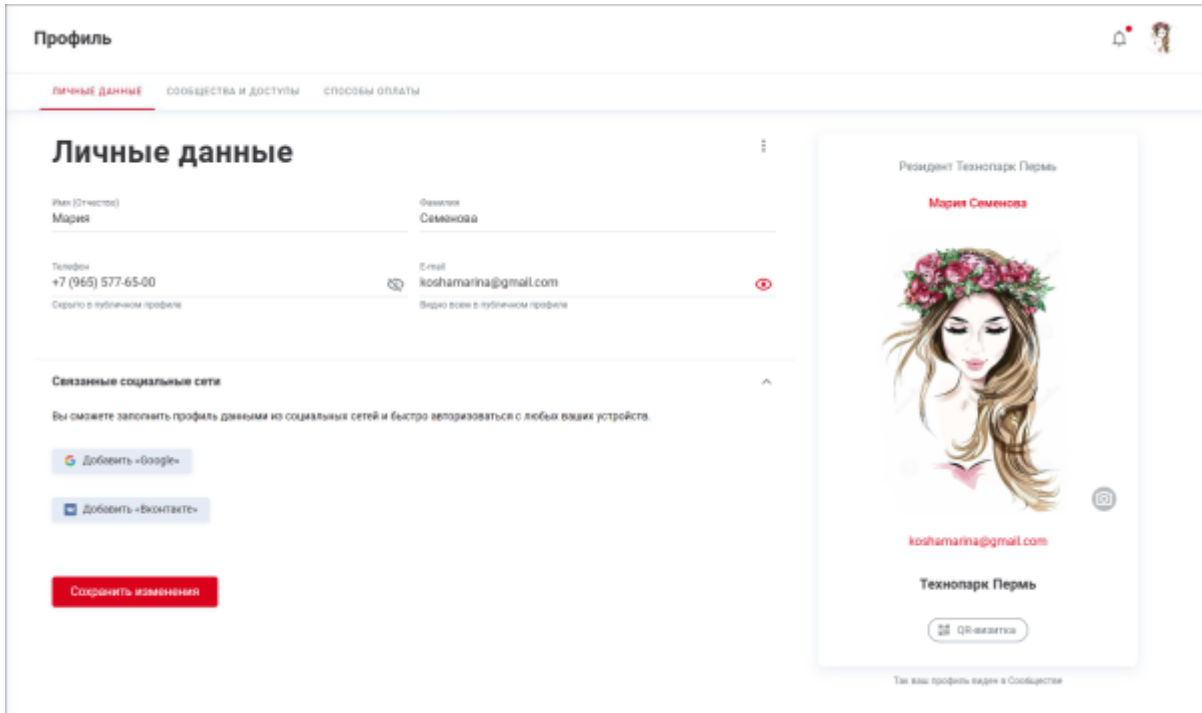 Профиль
ЛИЧНЫЕ ДАННЫЕ СООБЩЕСТВА И ДОСТУПЫ СПОСОБЫ ОПЛАТЫ
Личные данные
Имя (Отчество) Фамилия
Мария Семенова
Телефон E-mail
+7 (965) 577-65-00 koshamarina@gmail.com
Скрыто в публичном профиле Видно всем в публичном профиле
Связанные социальные сети
Вы сможете заполнить профиль данными из социальных сетей и быстро авторизоваться с любых ваших устройств.
Добавить «Google»
Добавить «Вконтакте»
Сохранить изменения
Резидент Технопарк Пермь
Мария Семенова
koshamarina@gmail.com
Технопарк Пермь
QR-визитка
Так ваш профиль виден в Сообществе